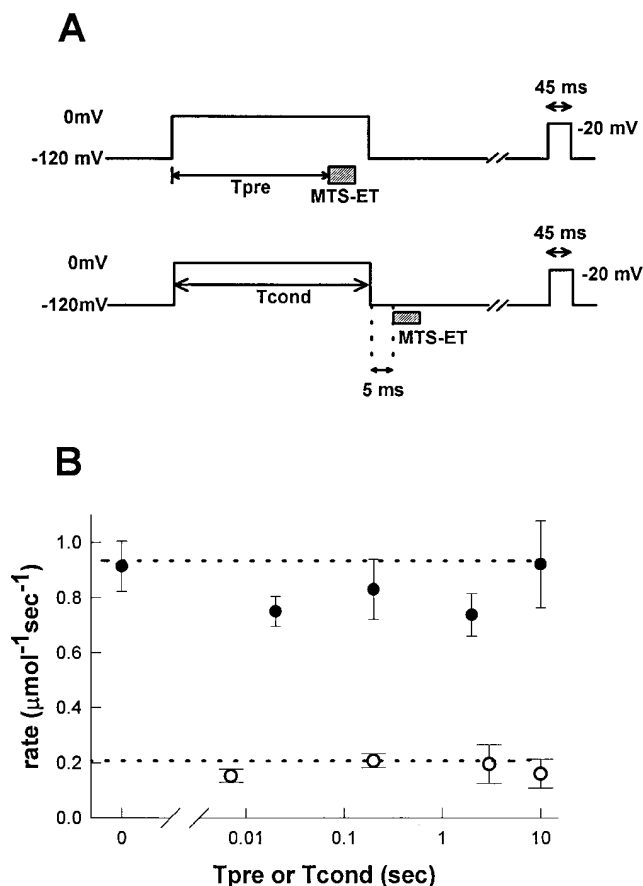 A
45 ms
0mV
-20 mV
-120 mV
Tpre
MTS-ET
45 ms
0mV
-20 mV
Tcond
-120mV
MTS-ET
5 ms
B
rate (μmol⁻¹sec⁻¹)
1.0
0.8
0.6
0.4
0.2
0.0
0 0.01 0.1 1 10
Tpre or Tcond (sec)